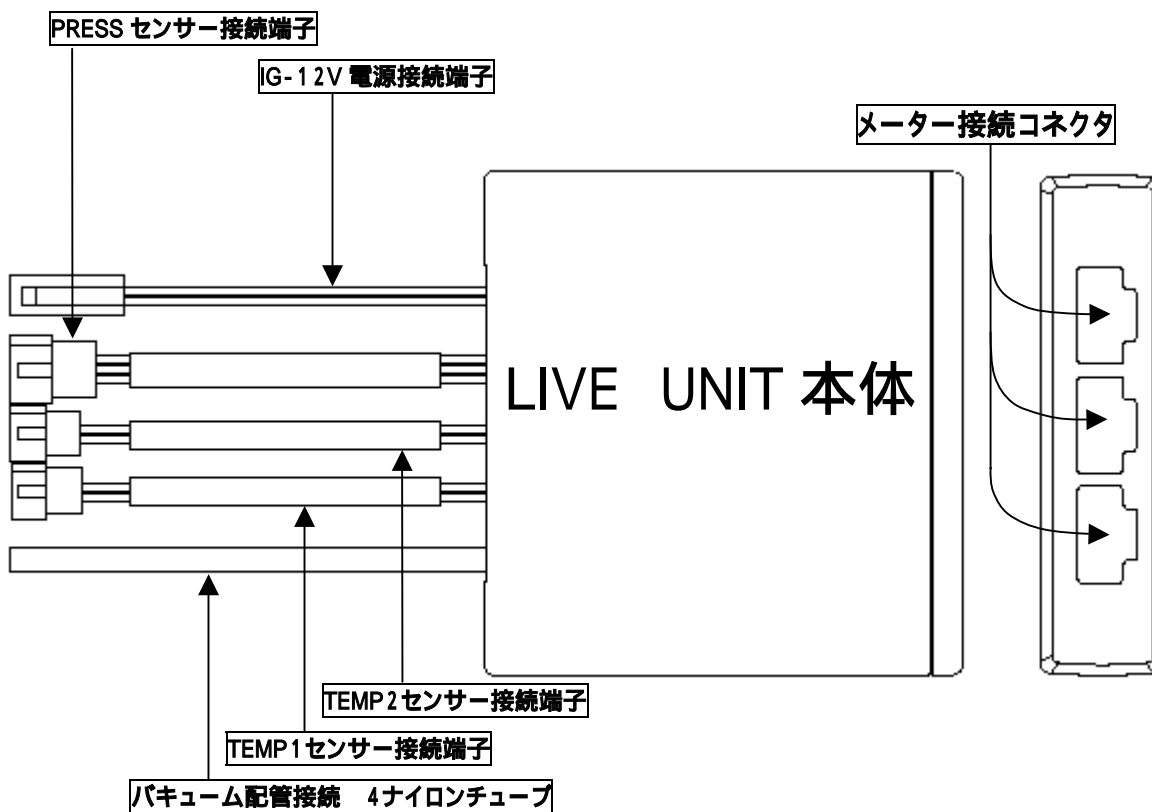 PRESS センサー接続端子
IG-12V 電源接続端子
メーター接続コネクタ
LIVE UNIT 本体
TEMP2センサー接続端子
TEMP1センサー接続端子
バキューム配管接続　4ナイロンチューブ